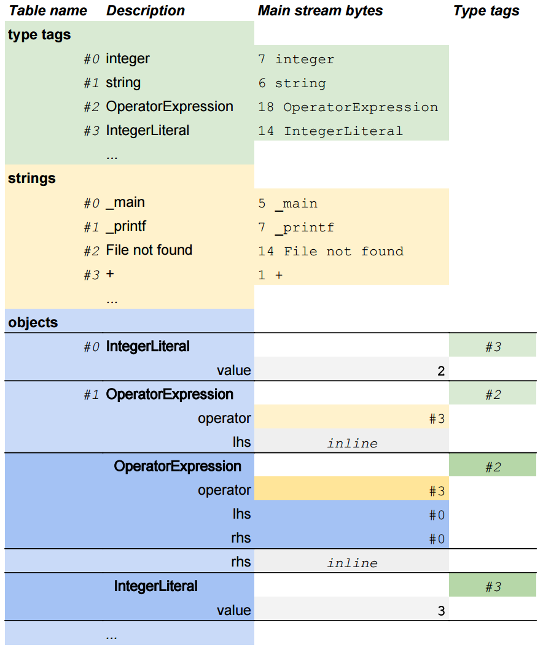 Table name Description Main stream bytes Type tags
type tags
#0 integer 7 integer
#1 string 6 string
#2 OperatorExpression 18 OperatorExpression
#3 IntegerLiteral 14 IntegerLiteral
...
strings
#0 _main 5 _main
#1 _printf 7 _printf
#2 File not found 14 File not found
#3 + 1 +
...
objects
#0 IntegerLiteral #3
value 2
#1 OperatorExpression #2
operator #3
lhs inline
OperatorExpression #2
operator #3
lhs #0
rhs #0
rhs inline
IntegerLiteral #3
value 3
...